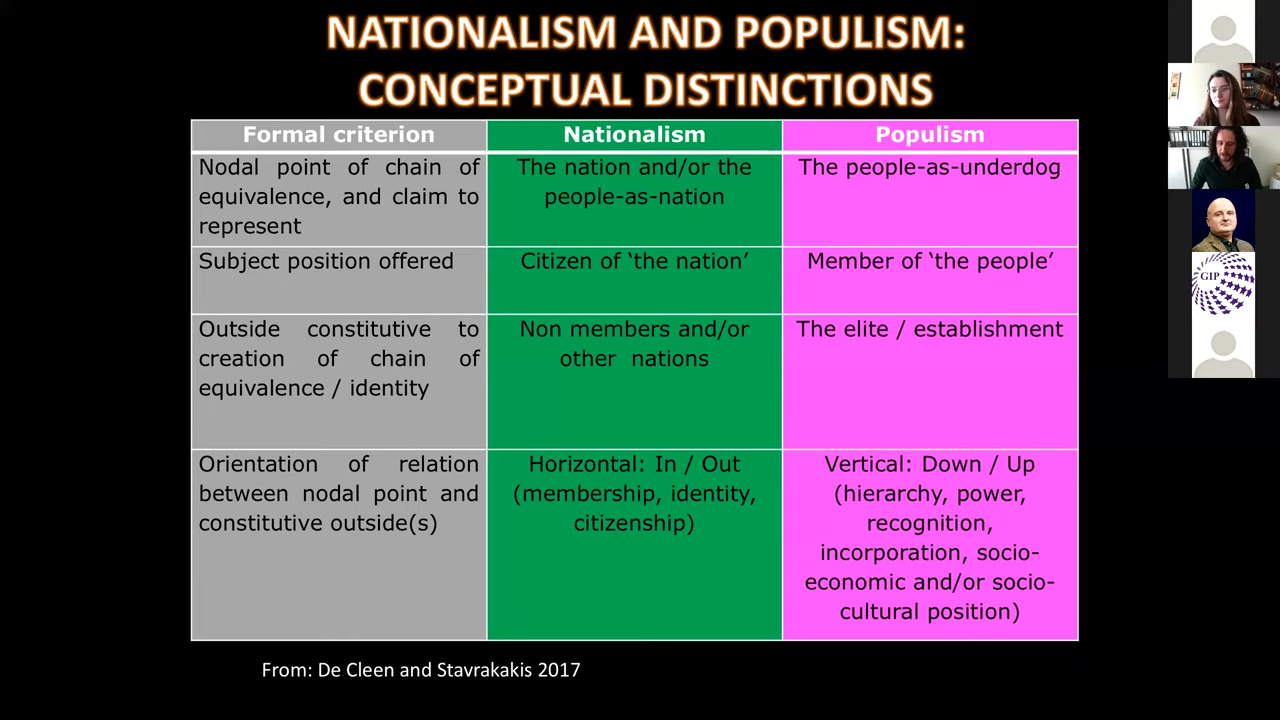 NATIONALISM AND POPULISM:
CONCEPTUAL DISTINCTIONS
Formal criterion
Nationalism
Populism
Nodal point of chain of
equivalence, and claim to
represent
The nation and/or the
people-as-nation
The people-as-underdog
Subject position offered
Citizen of ‘the nation’
Member of ‘the people’
Outside constitutive to
creation of chain of
equivalence / identity
Non members and/or
other nations
The elite / establishment
Orientation of relation
between nodal point and
constitutive outside(s)
Horizontal: In / Out
(membership, identity,
citizenship)
Vertical: Down / Up
(hierarchy, power,
recognition,
incorporation, socio-
economic and/or socio-
cultural position)
From: De Cleen and Stavrakakis 2017
GIP